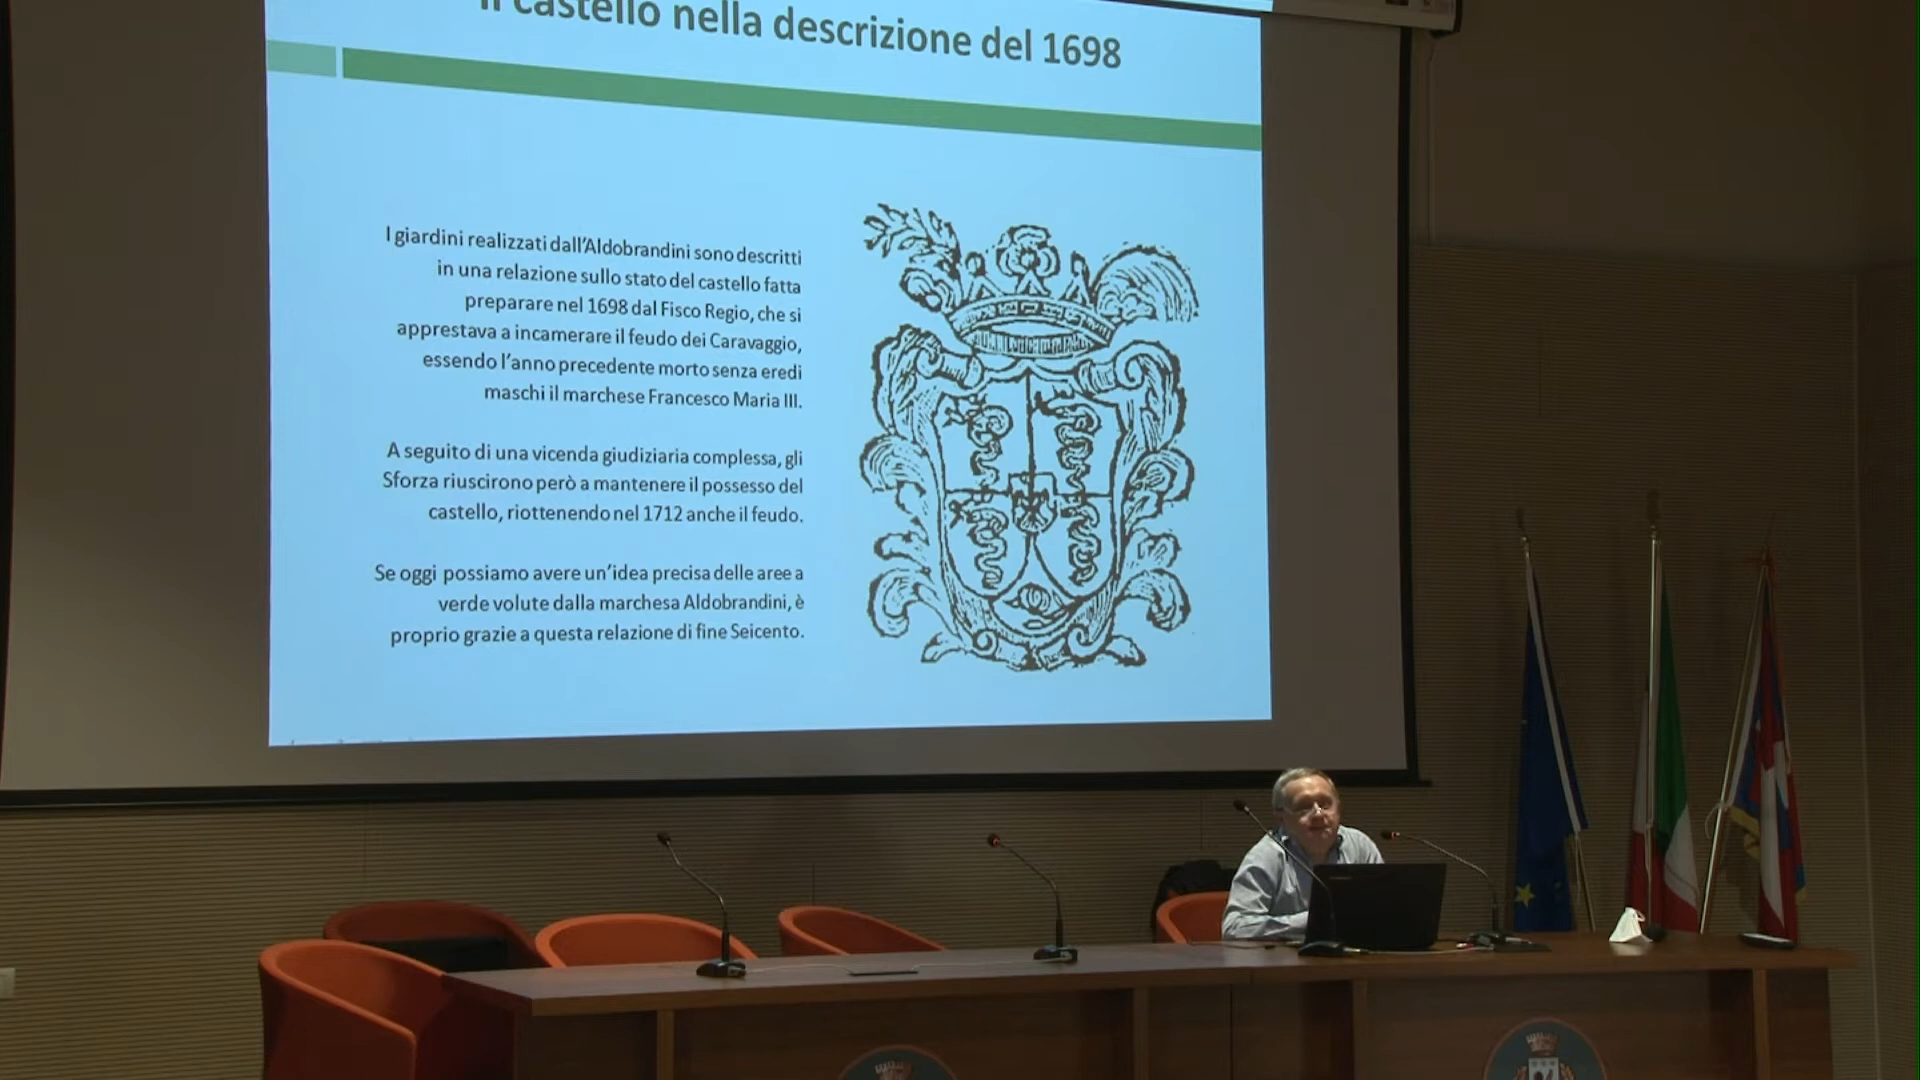 Il castello nella descrizione del 1698
I giardini realizzati dall'Aldobrandini sono descritti
in una relazione sullo stato del castello fatta
preparare nel 1698 dal Fisco Regio, che si
apprestava a incamerare il feudo dei Caravaggio,
essendo l'anno precedente morto senza eredi
maschi il marchese Francesco Maria III.
A seguito di una vicenda giudiziaria complessa, gli
Sforza riuscirono però a mantenere il possesso del
castello, riottenendo nel 1712 anche il feudo.
Se oggi possiamo avere un'idea precisa delle aree a
verde volute dalla marchesa Aldobrandini, è
proprio grazie a questa relazione di fine Seicento.